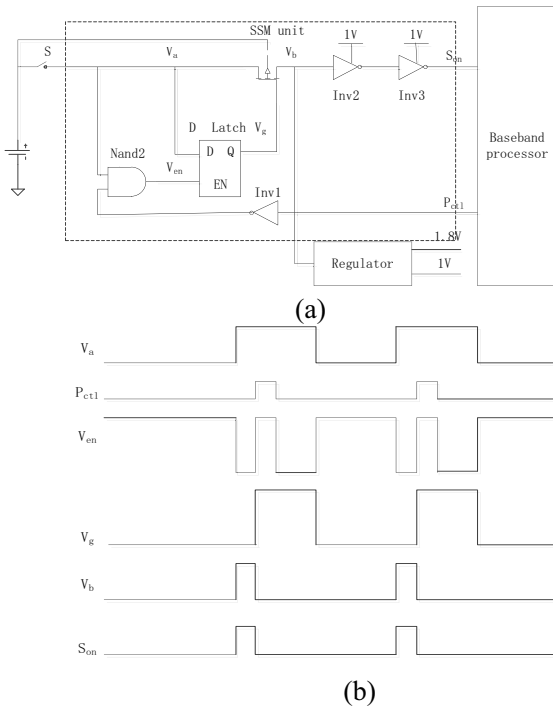 SSM unit
S
Va
Vb
1V
1V
Son
Inv2
Inv3
D Latch Vg
D Q
EN
Nand2
Ven
Inv1
Baseband
processor
Pctl
1.8V
Regulator
1V
(a)
Va
Pctl
Ven
Vg
Vb
Son
(b)